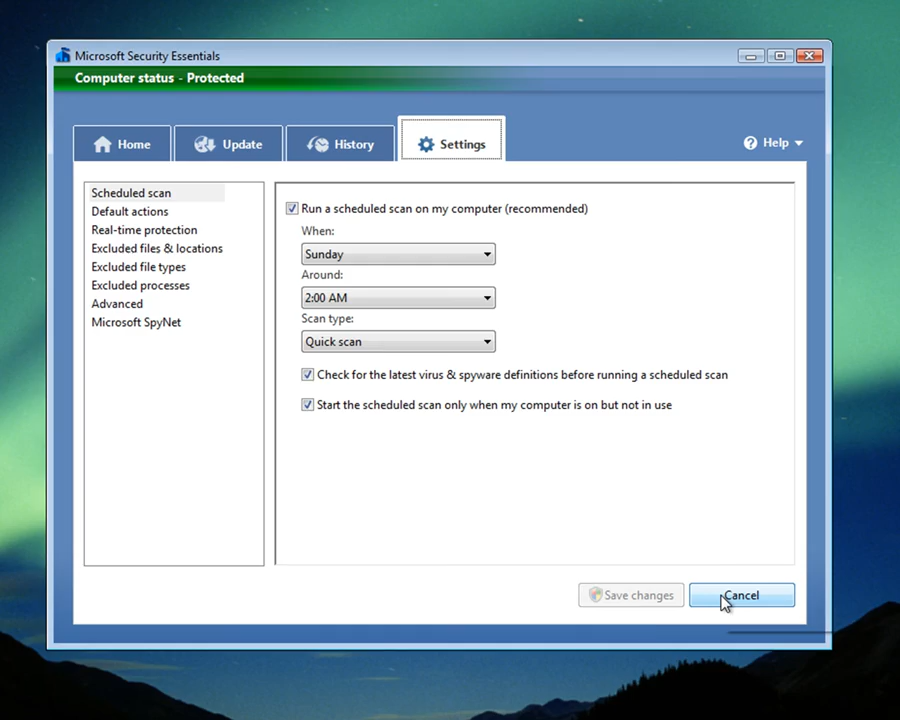 Microsoft Security Essentials
Computer status - Protected
Home
Update
History
Settings
Help
Scheduled scan
Default actions
Real-time protection
Excluded files & locations
Excluded file types
Excluded processes
Advanced
Microsoft SpyNet
Run a scheduled scan on my computer (recommended)
When:
Sunday
Around:
2:00 AM
Scan type:
Quick scan
Check for the latest virus & spyware definitions before running a scheduled scan
Start the scheduled scan only when my computer is on but not in use
Save changes
Cancel